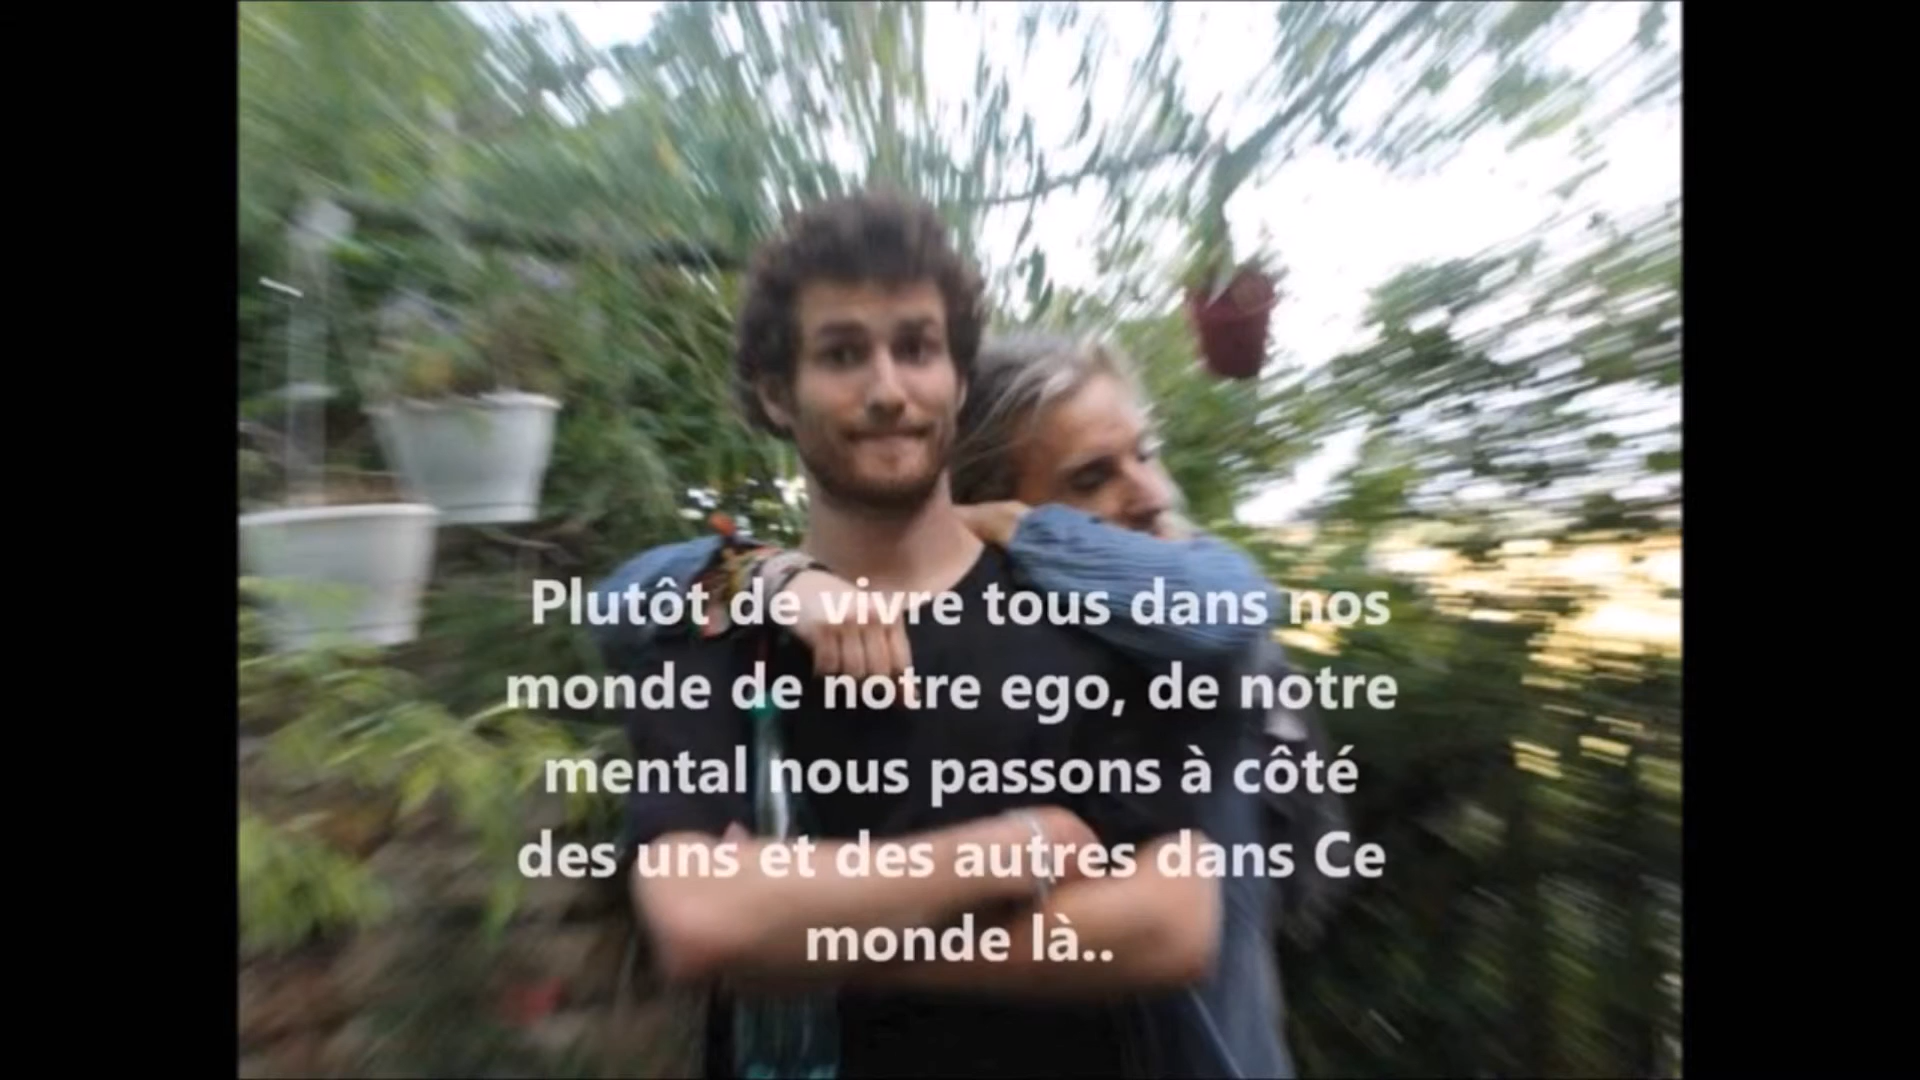 Plutôt de vivre tous dans nos
monde de notre ego, de notre
mental nous passons à côté
des uns et des autres dans Ce
monde là..